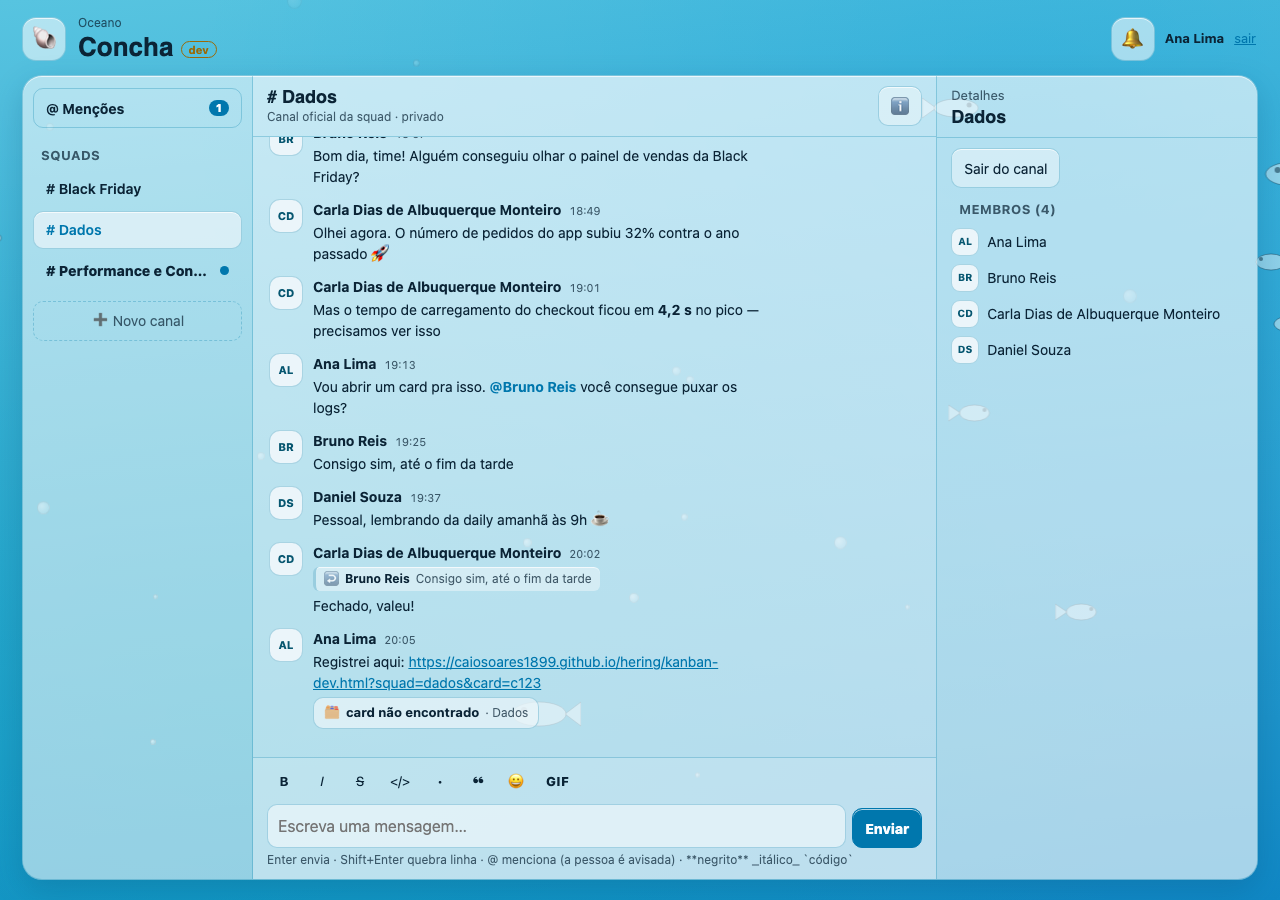 Oceano
Concha dev
Ana Lima sair
@ Menções 1
SQUADS
# Black Friday
# Dados
# Performance e Con...
➕ Novo canal
# Dados
Canal oficial da squad · privado
BR
Bom dia, time! Alguém conseguiu olhar o painel de vendas da Black
Friday?
CD Carla Dias de Albuquerque Monteiro 18:49
Olhei agora. O número de pedidos do app subiu 32% contra o ano
passado 🚀
CD Carla Dias de Albuquerque Monteiro 19:01
Mas o tempo de carregamento do checkout ficou em 4,2 s no pico —
precisamos ver isso
AL Ana Lima 19:13
Vou abrir um card pra isso. @Bruno Reis você consegue puxar os
logs?
BR Bruno Reis 19:25
Consigo sim, até o fim da tarde
DS Daniel Souza 19:37
Pessoal, lembrando da daily amanhã às 9h ☕
CD Carla Dias de Albuquerque Monteiro 20:02
Bruno Reis Consigo sim, até o fim da tarde
Fechado, valeu!
AL Ana Lima 20:05
Registrei aqui: https://caiosoares1899.github.io/hering/kanban-
dev.html?squad=dados&card=c123
card não encontrado · Dados
B I S </> • ❝ 😀 GIF
Escreva uma mensagem...
Enviar
Enter envia · Shift+Enter quebra linha · @ menciona (a pessoa é avisada) · **negrito** _itálico_ `código`
Detalhes
Dados
Sair do canal
MEMBROS (4)
AL Ana Lima
BR Bruno Reis
CD Carla Dias de Albuquerque Monteiro
DS Daniel Souza